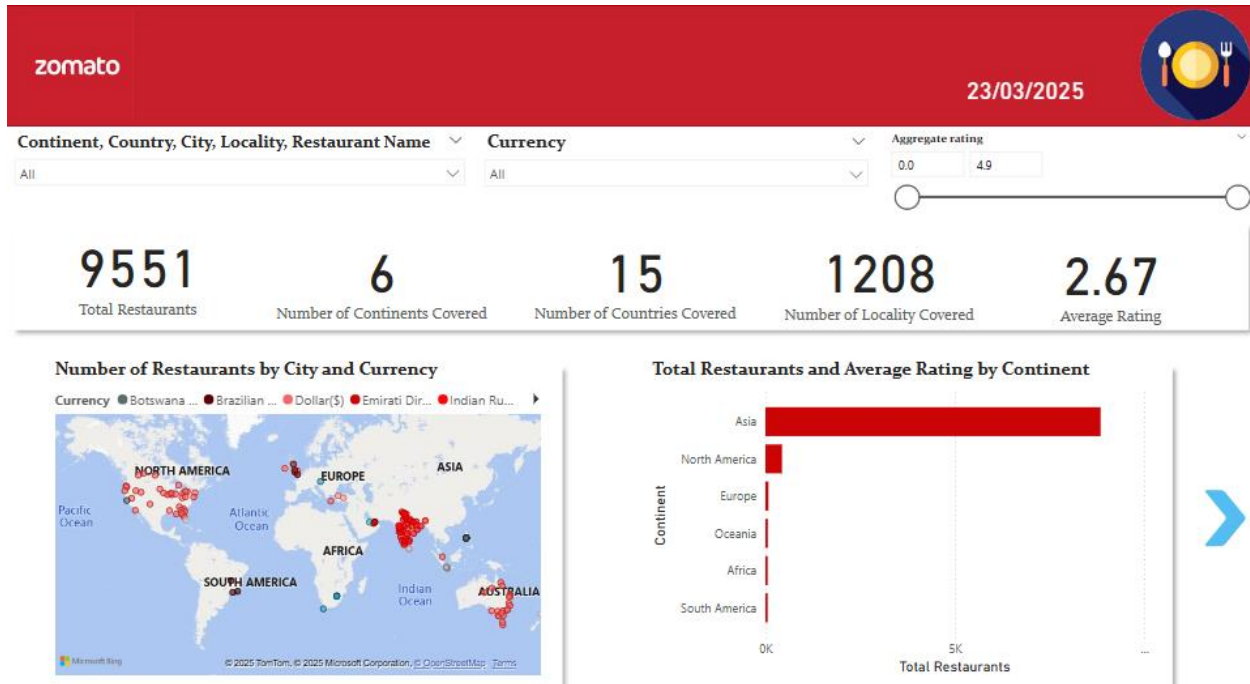 zomato
23/03/2025
Continent, Country, City, Locality, Restaurant Name
All
Currency
All
Aggregate rating
0.0 4.9
9551
Total Restaurants
6
Number of Continents Covered
15
Number of Countries Covered
1208
Number of Locality Covered
2.67
Average Rating
Number of Restaurants by City and Currency
Currency Botswana ... Brazilian ... Dollar($) Emirati Dir... Indian Ru...
NORTH AMERICA
EUROPE
ASIA
Pacific
Ocean
Atlantic
Ocean
AFRICA
SOUTH AMERICA
Indian
Ocean
AUSTRALIA
Microsoft Bing
© 2025 TomTom, © 2025 Microsoft Corporation, © OpenStreetMap Terms
Total Restaurants and Average Rating by Continent
Continent
Asia
North America
Europe
Oceania
Africa
South America
0K 5K ...
Total Restaurants